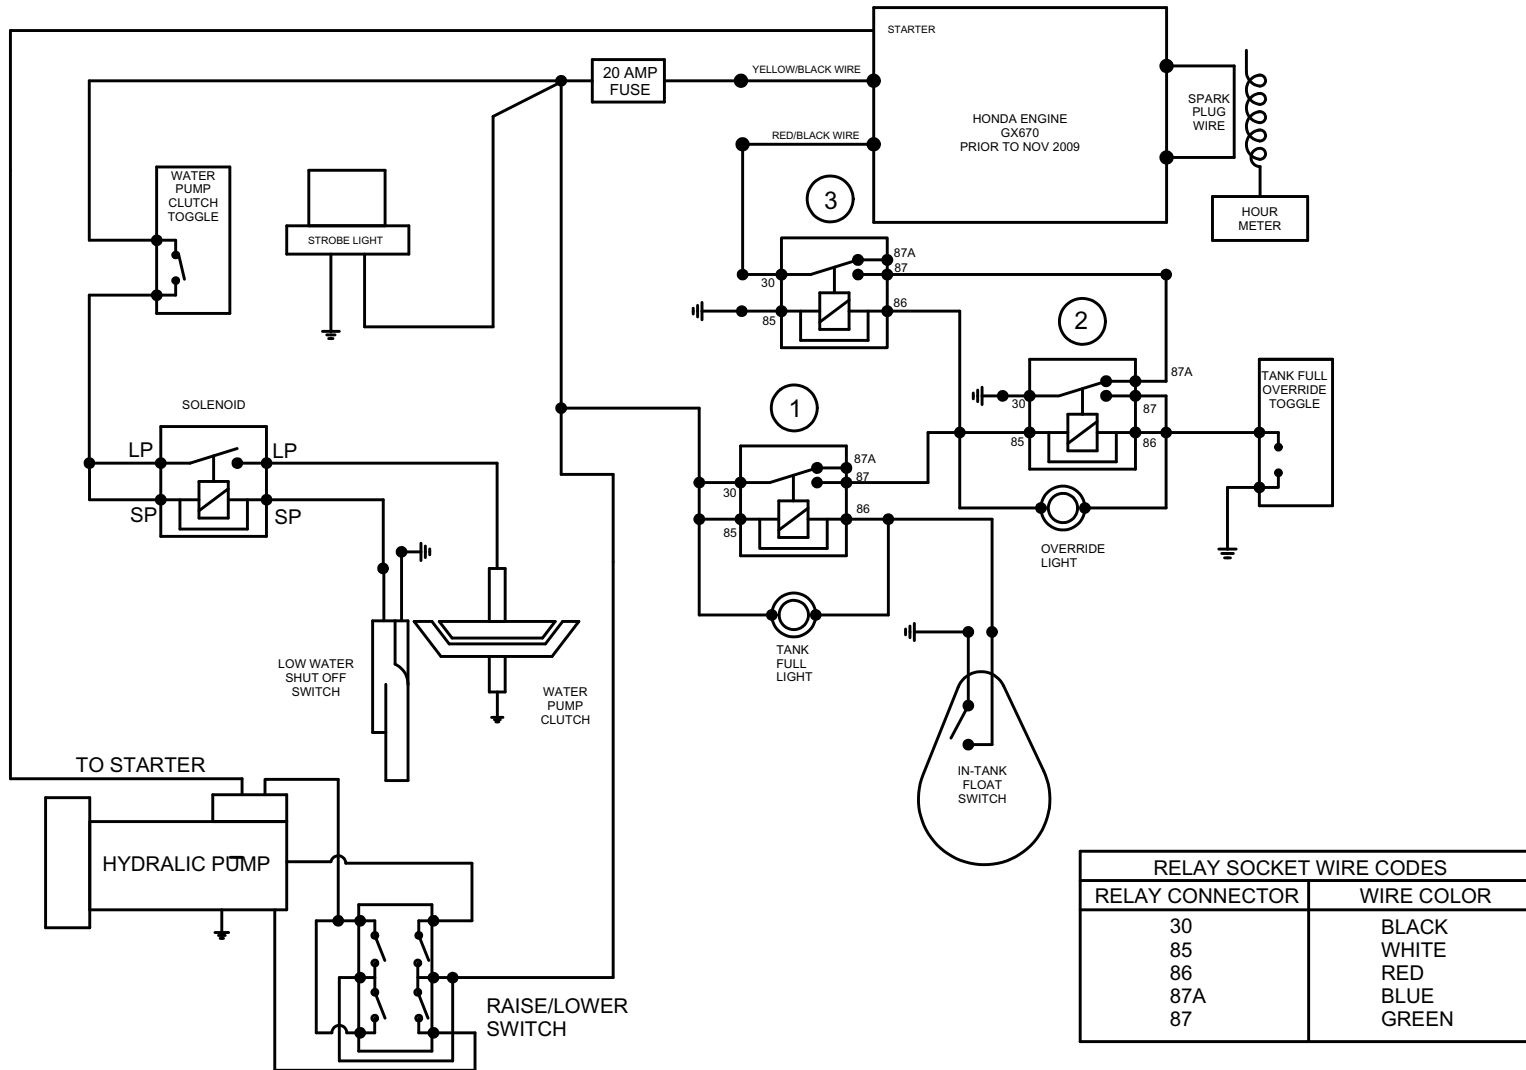 STARTER
20 AMP
FUSE
YELLOW/BLACK WIRE
RED/BLACK WIRE
HONDA ENGINE
GX670
PRIOR TO NOV 2009
SPARK
PLUG
WIRE
HOUR
METER
WATER
PUMP
CLUTCH
TOGGLE
STROBE LIGHT
3
87A
87
30
86
85
2
87A
30
87
85
86
TANK FULL
OVERRIDE
TOGGLE
OVERRIDE
LIGHT
1
87A
87
30
86
85
TANK
FULL
LIGHT
SOLENOID
LP
LP
SP
SP
LOW WATER
SHUT OFF
SWITCH
WATER
PUMP
CLUTCH
IN-TANK
FLOAT
SWITCH
TO STARTER
HYDRALIC PUMP
RAISE/LOWER
SWITCH
RELAY SOCKET WIRE CODES
RELAY CONNECTOR WIRE COLOR
30 BLACK
85 WHITE
86 RED
87A BLUE
87 GREEN